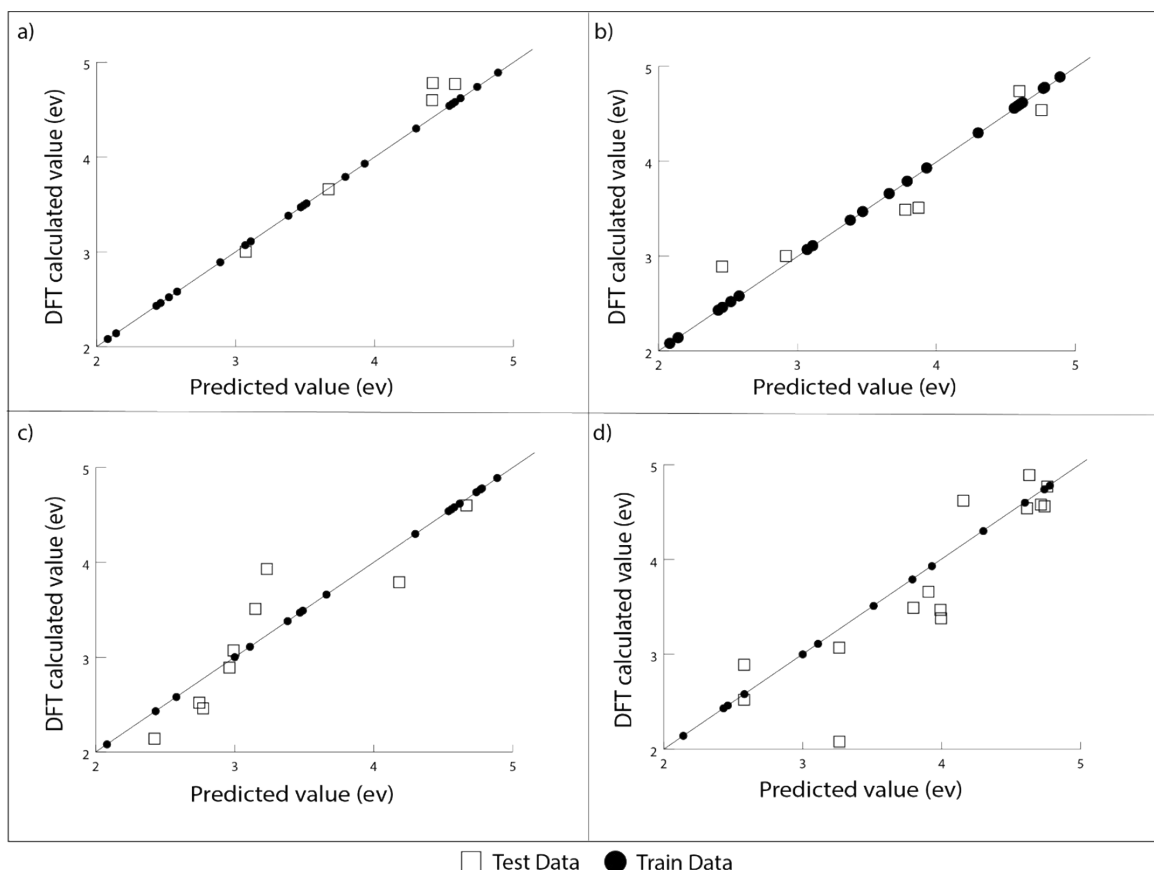 a)
5
4
3
2
2 3 4 5
DFT calculated value (ev)
Predicted value (ev)
b)
5
4
3
2
2 3 4 5
DFT calculated value (ev)
Predicted value (ev)
c)
5
4
3
2
2 3 4 5
DFT calculated value (ev)
Predicted value (ev)
d)
5
4
3
2
2 3 4 5
DFT calculated value (ev)
Predicted value (ev)
Test Data Train Data